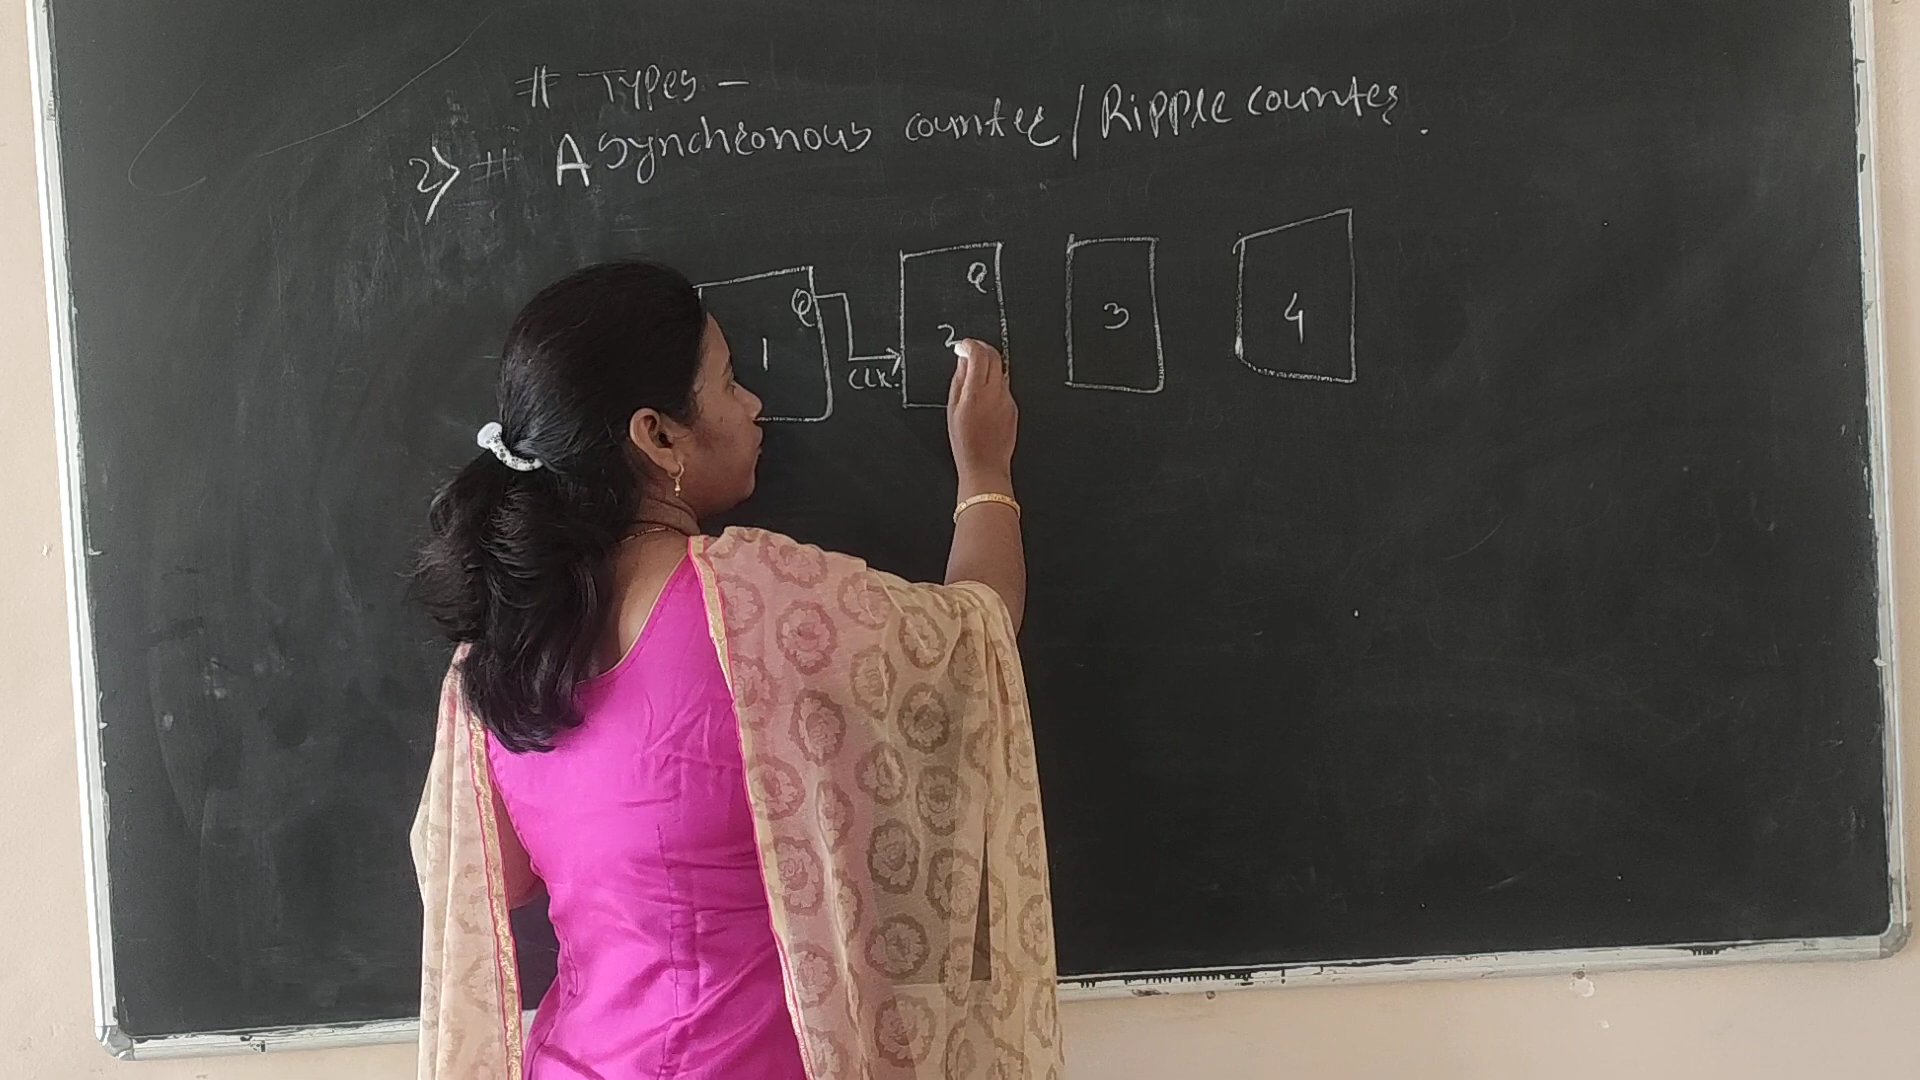 # Types -
2) # Asynchronous counter / Ripple counter.
Q Q
1 2 3 4
CLK.